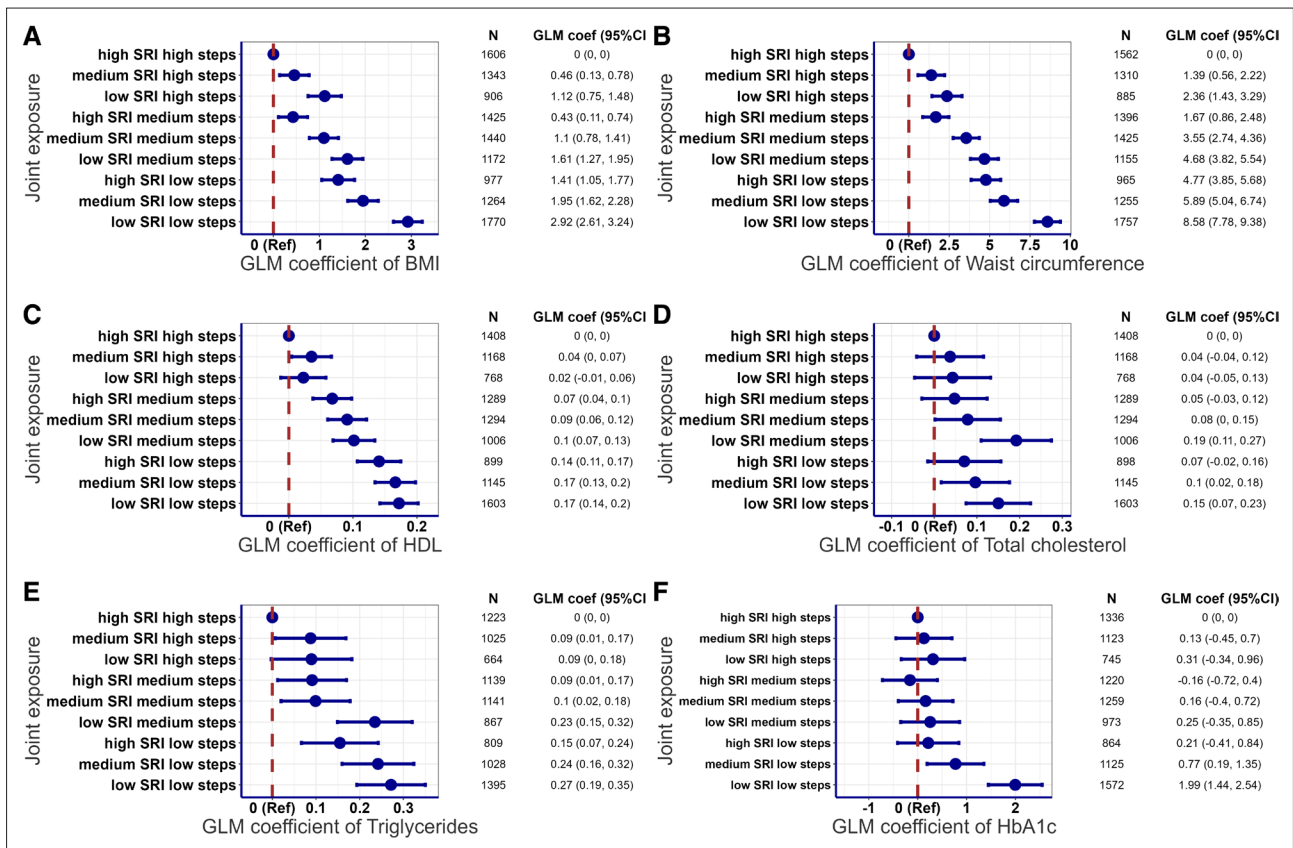 A
N GLM coef (95%CI
Joint exposure
high SRI high steps 1606 0 (0, 0)
medium SRI high steps 1343 0.46 (0.13, 0.78)
low SRI high steps 906 1.12 (0.75, 1.48)
high SRI medium steps 1425 0.43 (0.11, 0.74)
medium SRI medium steps 1440 1.1 (0.78, 1.41)
low SRI medium steps 1172 1.61 (1.27, 1.95)
high SRI low steps 977 1.41 (1.05, 1.77)
medium SRI low steps 1264 1.95 (1.62, 2.28)
low SRI low steps 1770 2.92 (2.61, 3.24)
0 (Ref) 1 2 3
GLM coefficient of BMI
B
N GLM coef (95%CI
Joint exposure
high SRI high steps 1562 0 (0, 0)
medium SRI high steps 1310 1.39 (0.56, 2.22)
low SRI high steps 885 2.36 (1.43, 3.29)
high SRI medium steps 1396 1.67 (0.86, 2.48)
medium SRI medium steps 1425 3.55 (2.74, 4.36)
low SRI medium steps 1155 4.68 (3.82, 5.54)
high SRI low steps 965 4.77 (3.85, 5.68)
medium SRI low steps 1255 5.89 (5.04, 6.74)
low SRI low steps 1757 8.58 (7.78, 9.38)
0 (Ref) 2.5 5 7.5 10
GLM coefficient of Waist circumference
C
N GLM coef (95%CI
Joint exposure
high SRI high steps 1408 0 (0, 0)
medium SRI high steps 1168 0.04 (0, 0.07)
low SRI high steps 768 0.02 (-0.01, 0.06)
high SRI medium steps 1289 0.07 (0.04, 0.1)
medium SRI medium steps 1294 0.09 (0.06, 0.12)
low SRI medium steps 1006 0.1 (0.07, 0.13)
high SRI low steps 899 0.14 (0.11, 0.17)
medium SRI low steps 1145 0.17 (0.13, 0.2)
low SRI low steps 1603 0.17 (0.14, 0.2)
0 (Ref) 0.1 0.2
GLM coefficient of HDL
D
N GLM coef (95%CI
Joint exposure
high SRI high steps 1408 0 (0, 0)
medium SRI high steps 1168 0.04 (-0.04, 0.12)
low SRI high steps 768 0.04 (-0.05, 0.13)
high SRI medium steps 1289 0.05 (-0.03, 0.12)
medium SRI medium steps 1294 0.08 (0, 0.15)
low SRI medium steps 1006 0.19 (0.11, 0.27)
high SRI low steps 898 0.07 (-0.02, 0.16)
medium SRI low steps 1145 0.1 (0.02, 0.18)
low SRI low steps 1603 0.15 (0.07, 0.23)
-0.1 0 (Ref) 0.1 0.2 0.3
GLM coefficient of Total cholesterol
E
N GLM coef (95%CI
Joint exposure
high SRI high steps 1223 0 (0, 0)
medium SRI high steps 1025 0.09 (0.01, 0.17)
low SRI high steps 664 0.09 (0, 0.18)
high SRI medium steps 1139 0.09 (0.01, 0.17)
medium SRI medium steps 1141 0.1 (0.02, 0.18)
low SRI medium steps 867 0.23 (0.15, 0.32)
high SRI low steps 809 0.15 (0.07, 0.24)
medium SRI low steps 1028 0.24 (0.16, 0.32)
low SRI low steps 1395 0.27 (0.19, 0.35)
0 (Ref) 0.1 0.2 0.3
GLM coefficient of Triglycerides
F
N GLM coef (95%CI)
Joint exposure
high SRI high steps 1336 0 (0, 0)
medium SRI high steps 1123 0.13 (-0.45, 0.7)
low SRI high steps 745 0.31 (-0.34, 0.96)
high SRI medium steps 1220 -0.16 (-0.72, 0.4)
medium SRI medium steps 1259 0.16 (-0.4, 0.72)
low SRI medium steps 973 0.25 (-0.35, 0.85)
high SRI low steps 864 0.21 (-0.41, 0.84)
medium SRI low steps 1125 0.77 (0.19, 1.35)
low SRI low steps 1572 1.99 (1.44, 2.54)
-1 0 (Ref) 1 2
GLM coefficient of HbA1c